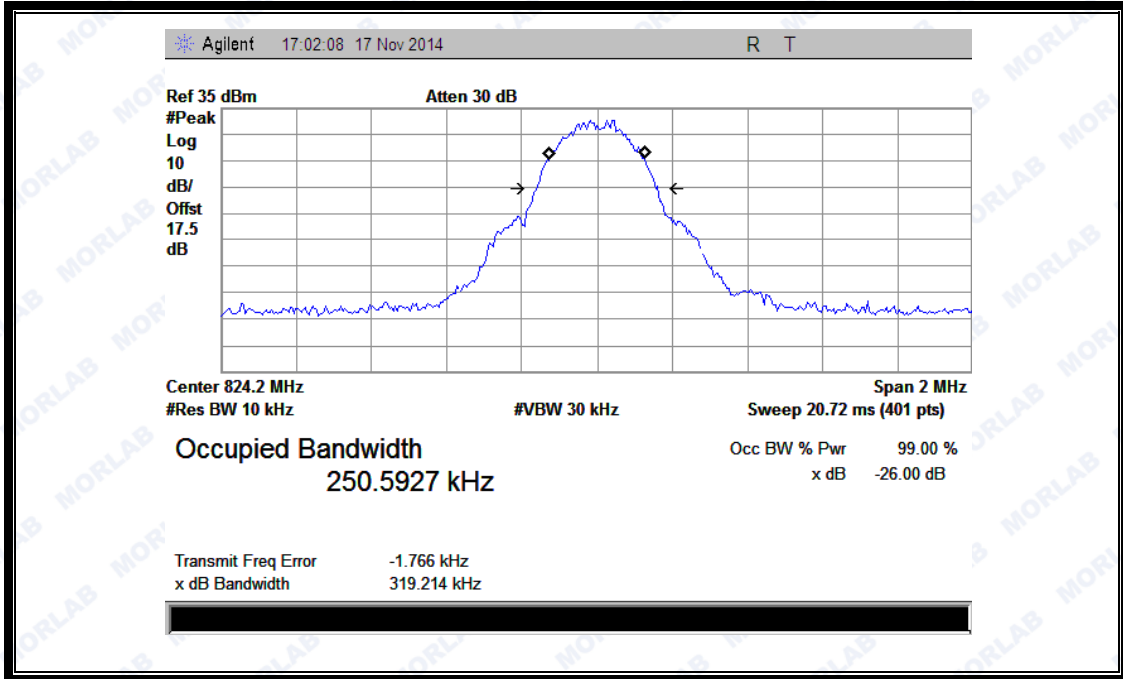 Agilent 17:02:08 17 Nov 2014 R T
Ref 35 dBm Atten 30 dB
#Peak
Log
10
dB/
Offst
17.5
dB
Center 824.2 MHz Span 2 MHz
#Res BW 10 kHz #VBW 30 kHz Sweep 20.72 ms (401 pts)
Occupied Bandwidth Occ BW % Pwr 99.00 %
250.5927 kHz x dB -26.00 dB
Transmit Freq Error -1.766 kHz
x dB Bandwidth 319.214 kHz
MORLAB